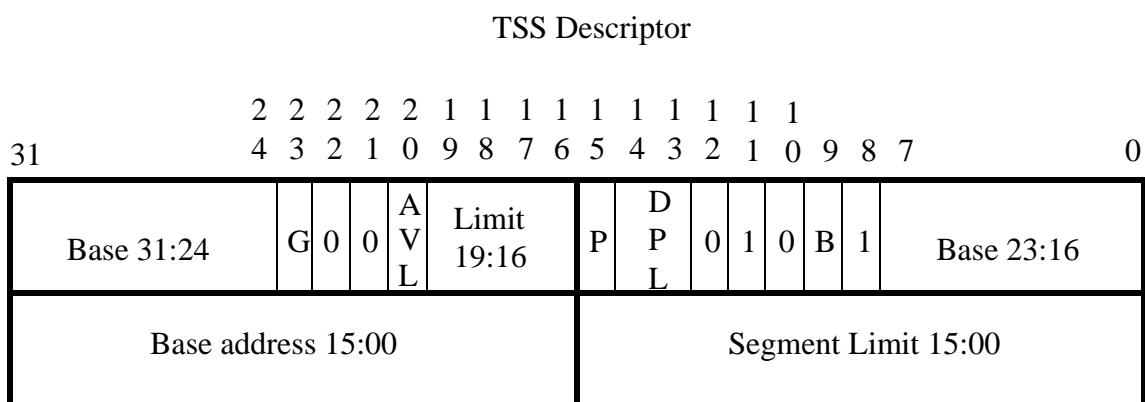 TSS Descriptor
2 2 2 2 2 1 1 1 1 1 1 1 1 1 1
31 4 3 2 1 0 9 8 7 6 5 4 3 2 1 0 9 8 7 0
Base 31:24 G 0 0 AVL Limit 19:16 P DPL 0 1 0 B 1 Base 23:16
Base address 15:00 Segment Limit 15:00